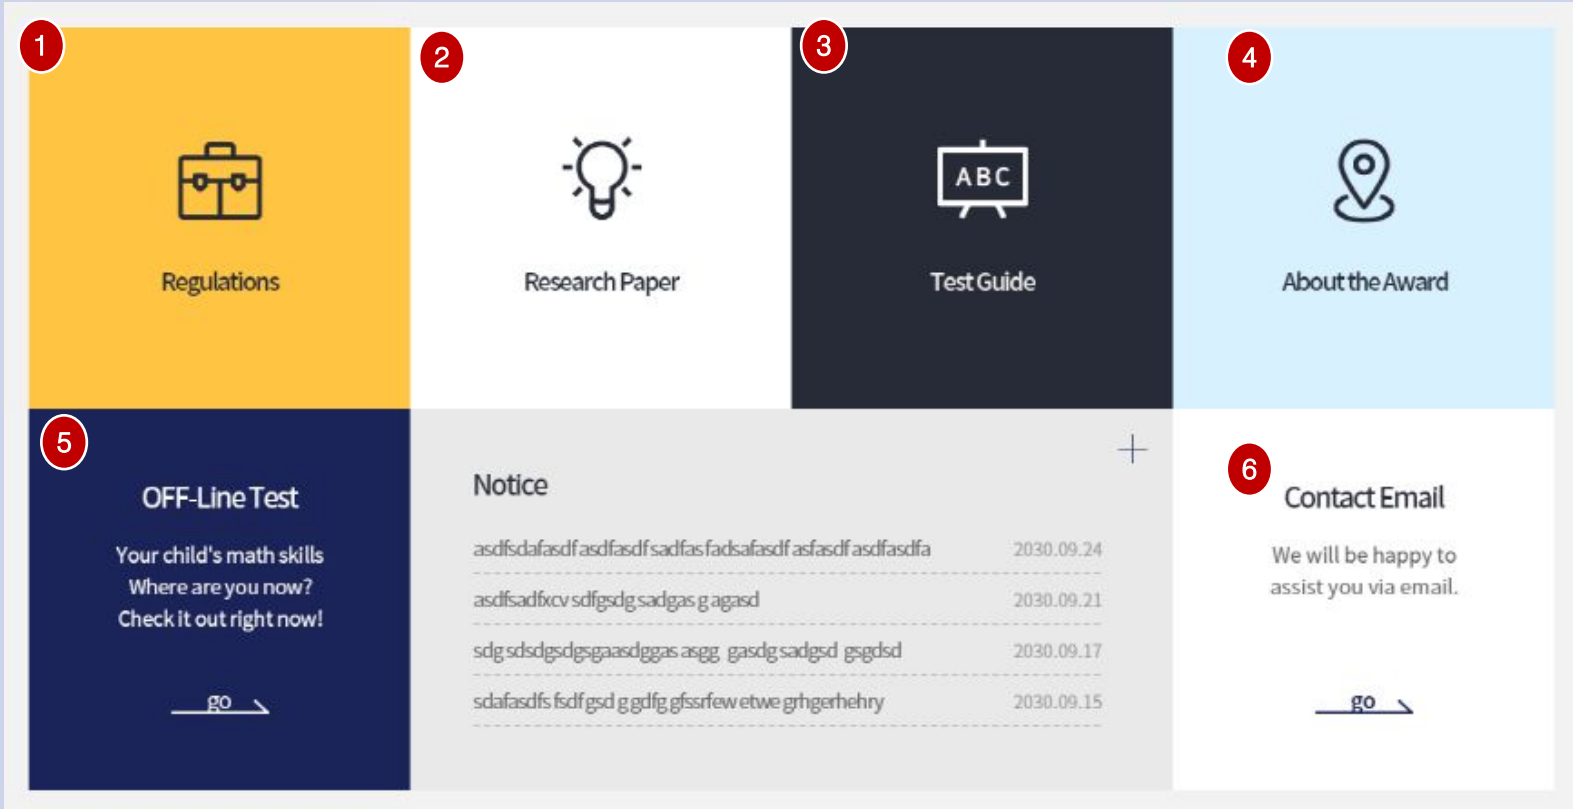 1
2
3
4
ABC
Regulations
Research Paper
Test Guide
About the Award
5
OFF-Line Test
Your child's math skills
Where are you now?
Check it out right now!
go
Notice
asdfsdafasdf asdfasdf sadfas fadsafasdf asfasdf asdfasdfa 2030.09.24
asdfsadfxcv sdfgsdg sadgas g agasd 2030.09.21
sdg sdsdgsdgsgaasdggas asgg gasdg sadgsd gsgdsd 2030.09.17
sdafasdfs fsdf gsd g gdfg gfssrfew etwe grhgerhehry 2030.09.15
6
Contact Email
We will be happy to
assist you via email.
go